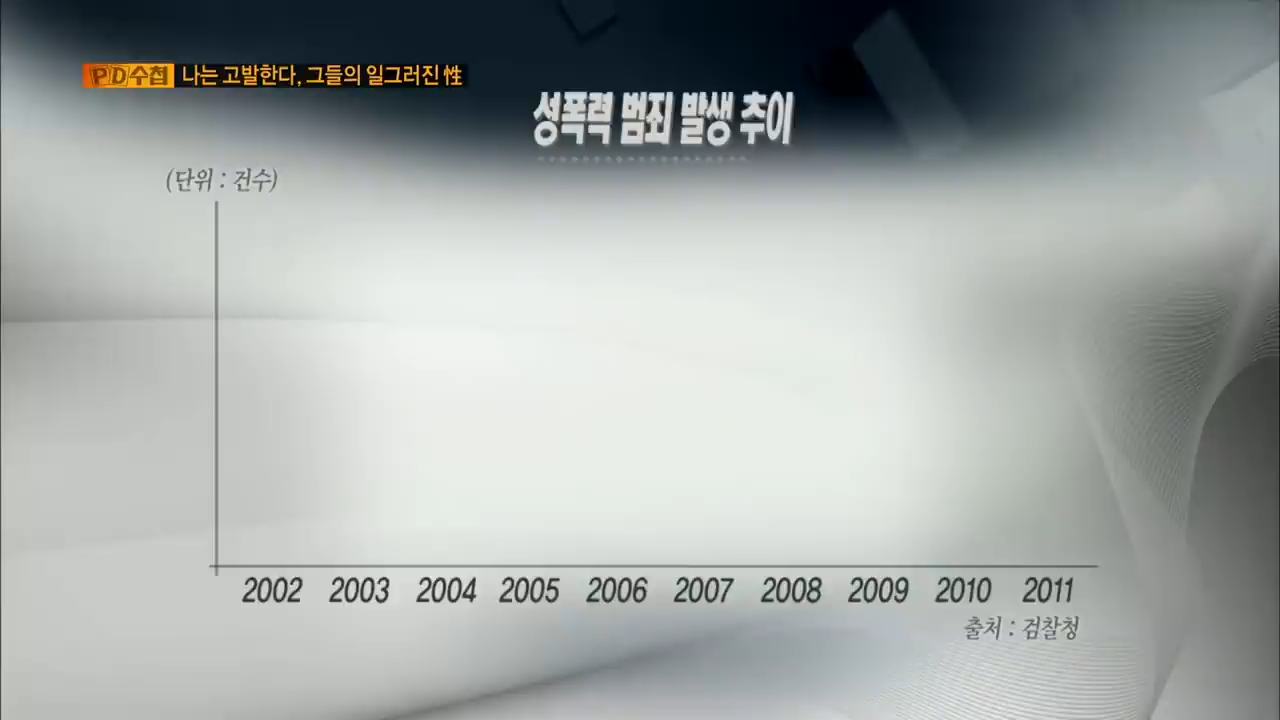 PD수첩 나는 고발한다, 그들의 일그러진 性
성폭력 범죄 발생 추이
(단위 : 건수)
2002 2003 2004 2005 2006 2007 2008 2009 2010 2011
출처 : 검찰청